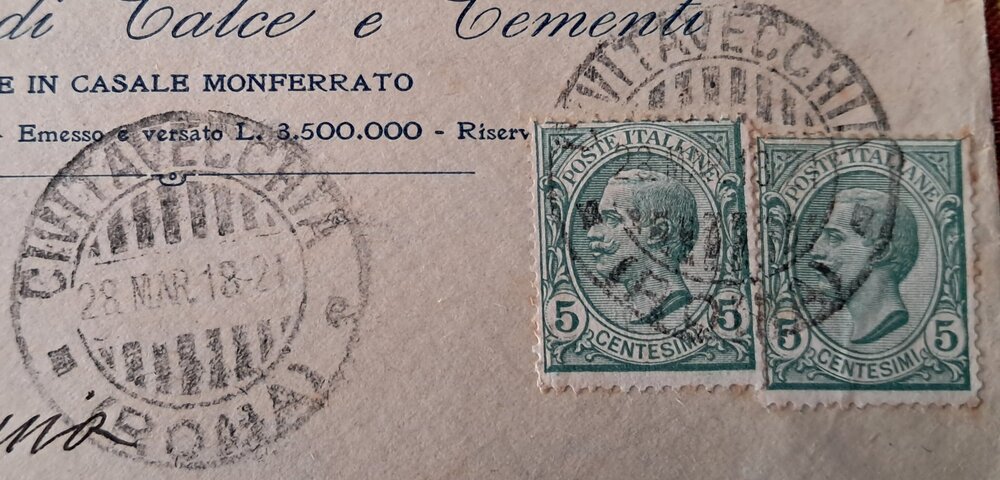 di Calce e Cementi
E IN CASALE MONFERRATO
- Emesso e versato L. 3.500.000 - Riserv
CIVITAVECCHIA
28. MAR. 18-21
(ROMA)
CIVITAVECCHIA
POSTE ITALIANE
5 CENTESIMI 5
POSTE ITALIANE
5 CENTESIMI 5